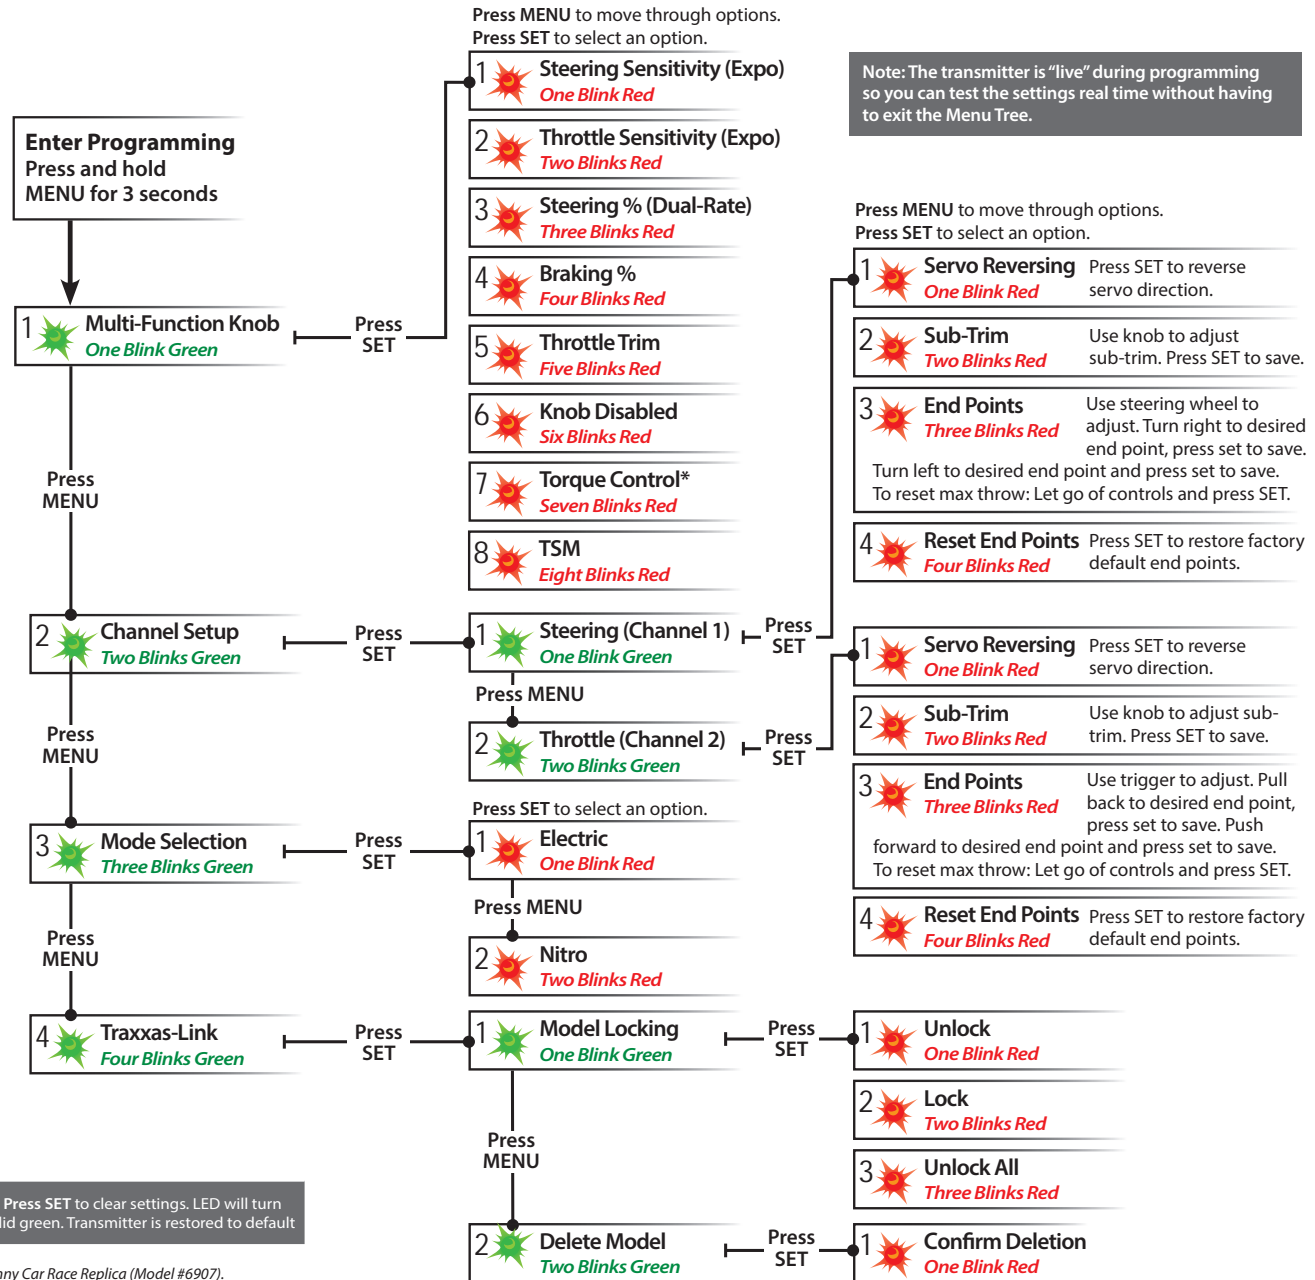 Press MENU to move through options.
Press SET to select an option.
1 Steering Sensitivity (Expo)
One Blink Red
2 Throttle Sensitivity (Expo)
Two Blinks Red
3 Steering % (Dual-Rate)
Three Blinks Red
4 Braking %
Four Blinks Red
5 Throttle Trim
Five Blinks Red
6 Knob Disabled
Six Blinks Red
7 Torque Control*
Seven Blinks Red
8 TSM
Eight Blinks Red
Note: The transmitter is “live” during programming
so you can test the settings real time without having
to exit the Menu Tree.
Enter Programming
Press and hold
MENU for 3 seconds
1 Multi-Function Knob
One Blink Green
Press
SET
Press
MENU
2 Channel Setup
Two Blinks Green
Press
SET
1 Steering (Channel 1)
One Blink Green
Press
SET
Press MENU
2 Throttle (Channel 2)
Two Blinks Green
Press
SET
Press MENU to move through options.
Press SET to select an option.
1 Servo Reversing Press SET to reverse
One Blink Red servo direction.
2 Sub-Trim Use knob to adjust
Two Blinks Red sub-trim. Press SET to save.
3 End Points Use steering wheel to
Three Blinks Red adjust. Turn right to desired
end point, press set to save.
Turn left to desired end point and press set to save.
To reset max throw: Let go of controls and press SET.
4 Reset End Points Press SET to restore factory
Four Blinks Red default end points.
1 Servo Reversing Press SET to reverse
One Blink Red servo direction.
2 Sub-Trim Use knob to adjust sub-
Two Blinks Red trim. Press SET to save.
3 End Points Use trigger to adjust. Pull
Three Blinks Red back to desired end point,
press set to save. Push
forward to desired end point and press set to save.
To reset max throw: Let go of controls and press SET.
4 Reset End Points Press SET to restore factory
Four Blinks Red default end points.
Press
MENU
3 Mode Selection
Three Blinks Green
Press
SET
Press SET to select an option.
1 Electric
One Blink Red
Press MENU
2 Nitro
Two Blinks Red
Press
MENU
4 Traxxas-Link
Four Blinks Green
Press
SET
1 Model Locking
One Blink Green
Press
SET
1 Unlock
One Blink Red
2 Lock
Two Blinks Red
3 Unlock All
Three Blinks Red
Press
MENU
2 Delete Model
Two Blinks Green
Press
SET
1 Confirm Deletion
One Blink Red
Press SET to clear settings. LED will turn
lid green. Transmitter is restored to default
nny Car Race Replica (Model #6907).